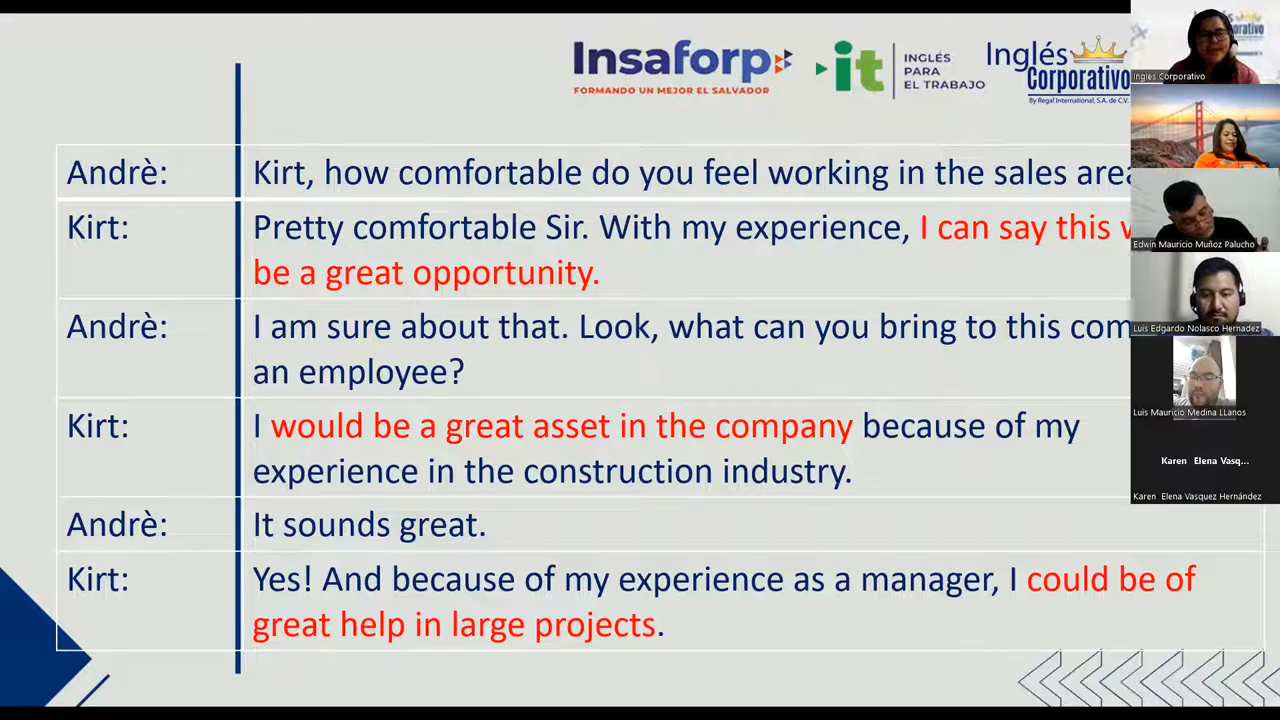 Insaforp
FORMANDO UN MEJOR EL SALVADOR
it
INGLÉS
PARA
EL TRABAJO
Inglés
Corporativo
By Regal International, S.A. de C.V.
Andrè:
Kirt, how comfortable do you feel working in the sales area
Kirt:
Pretty comfortable Sir. With my experience, I can say this
be a great opportunity.
Andrè:
I am sure about that. Look, what can you bring to this com
an employee?
Kirt:
I would be a great asset in the company because of my
experience in the construction industry.
Andrè:
It sounds great.
Kirt:
Yes! And because of my experience as a manager, I could be of
great help in large projects.
Ingles Corporativo
Edwin Mauricio Muñoz Palucho
Luis Edgardo Nolasco Hernadez
Luis Mauricio Medina LLanos
Karen Elena Vasq...
Karen Elena Vasquez Hernández